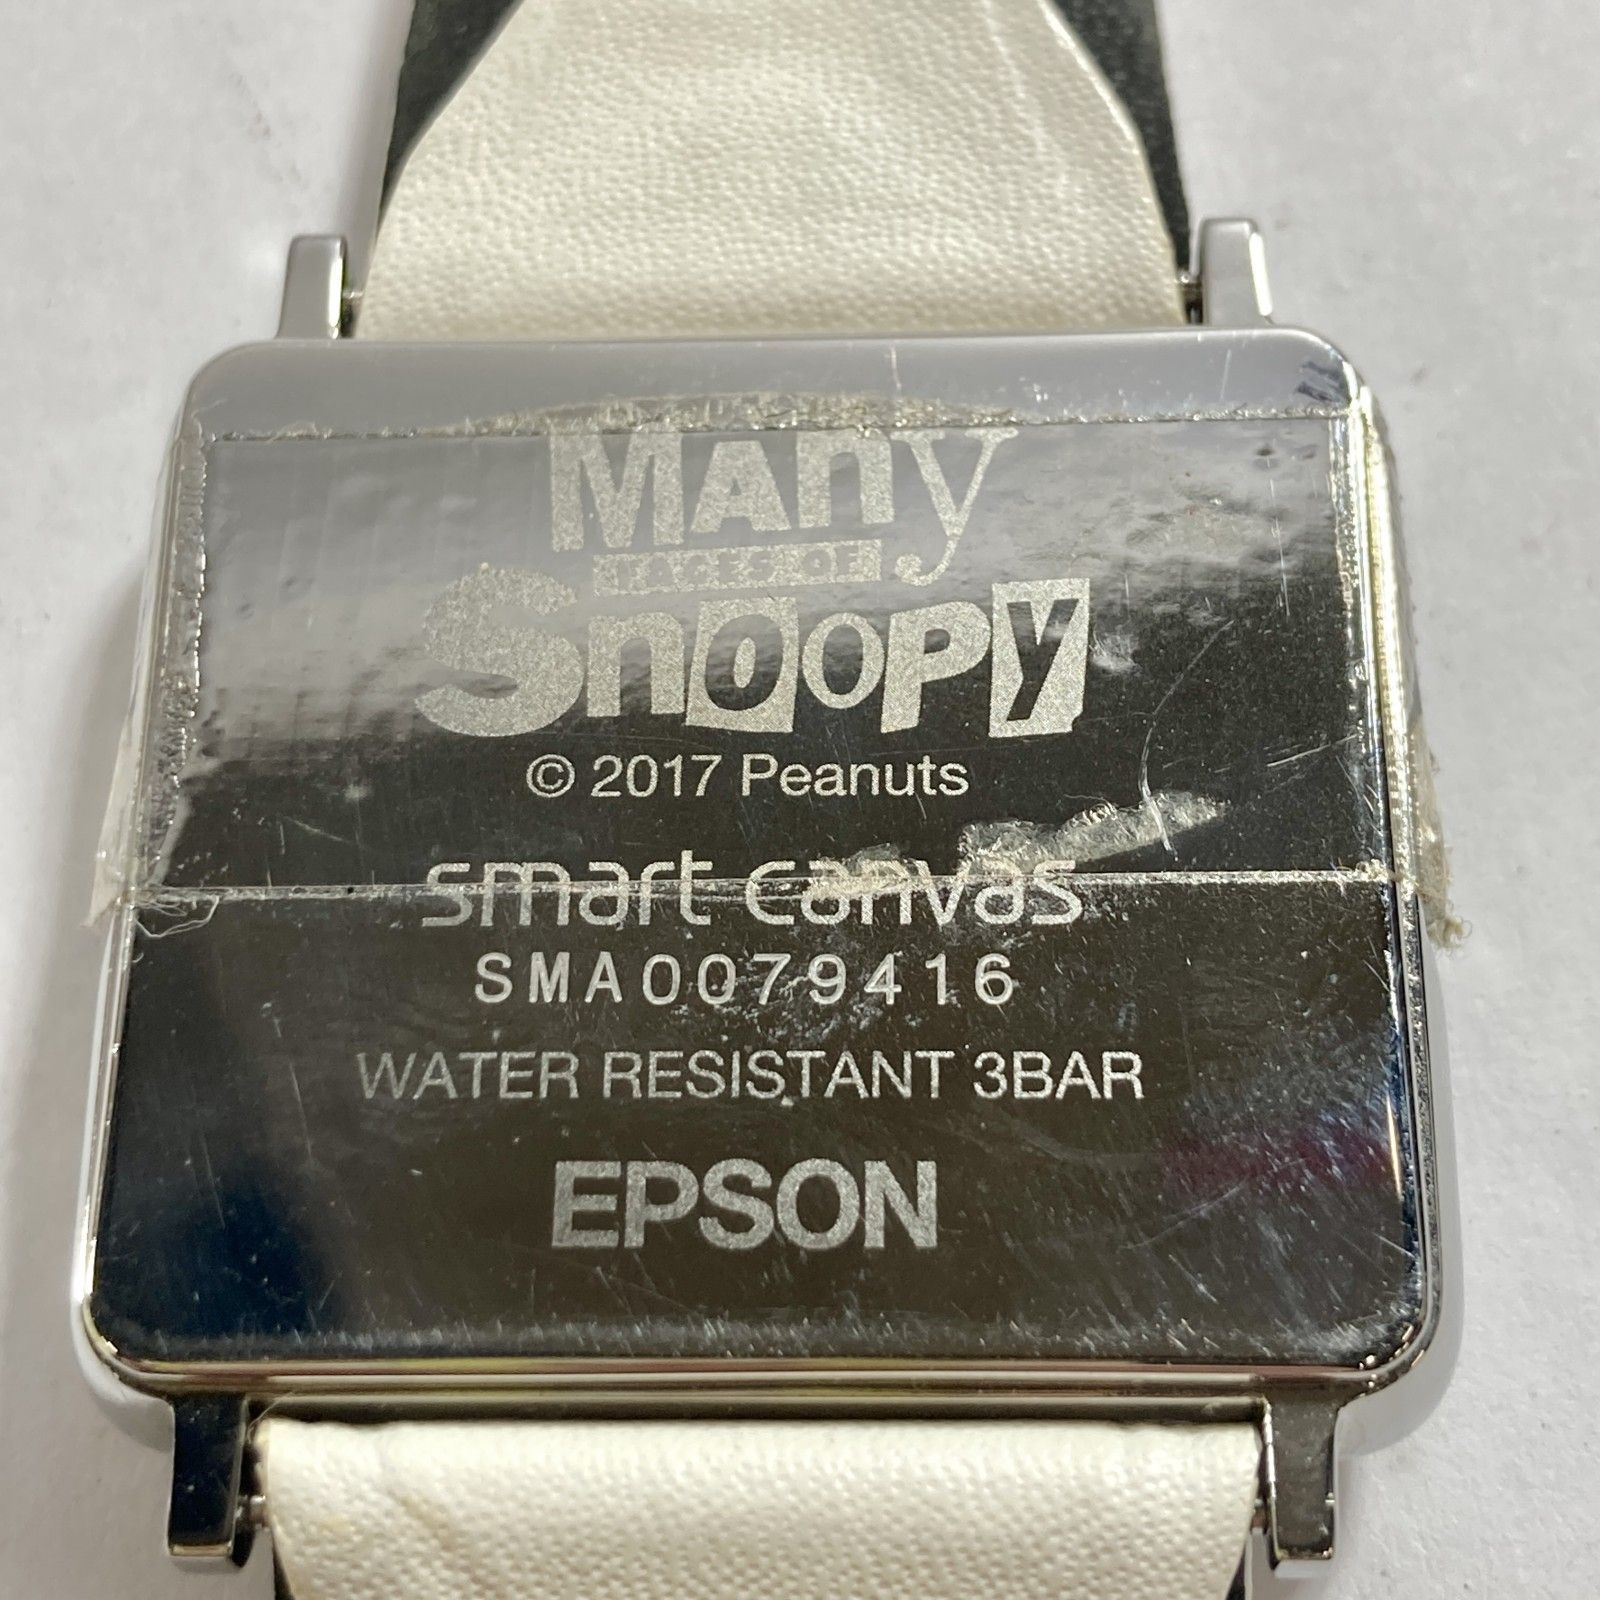 Many
FACES OF
Snoopy
© 2017 Peanuts
smart canvas
SMA0079416
WATER RESISTANT 3BAR
EPSON